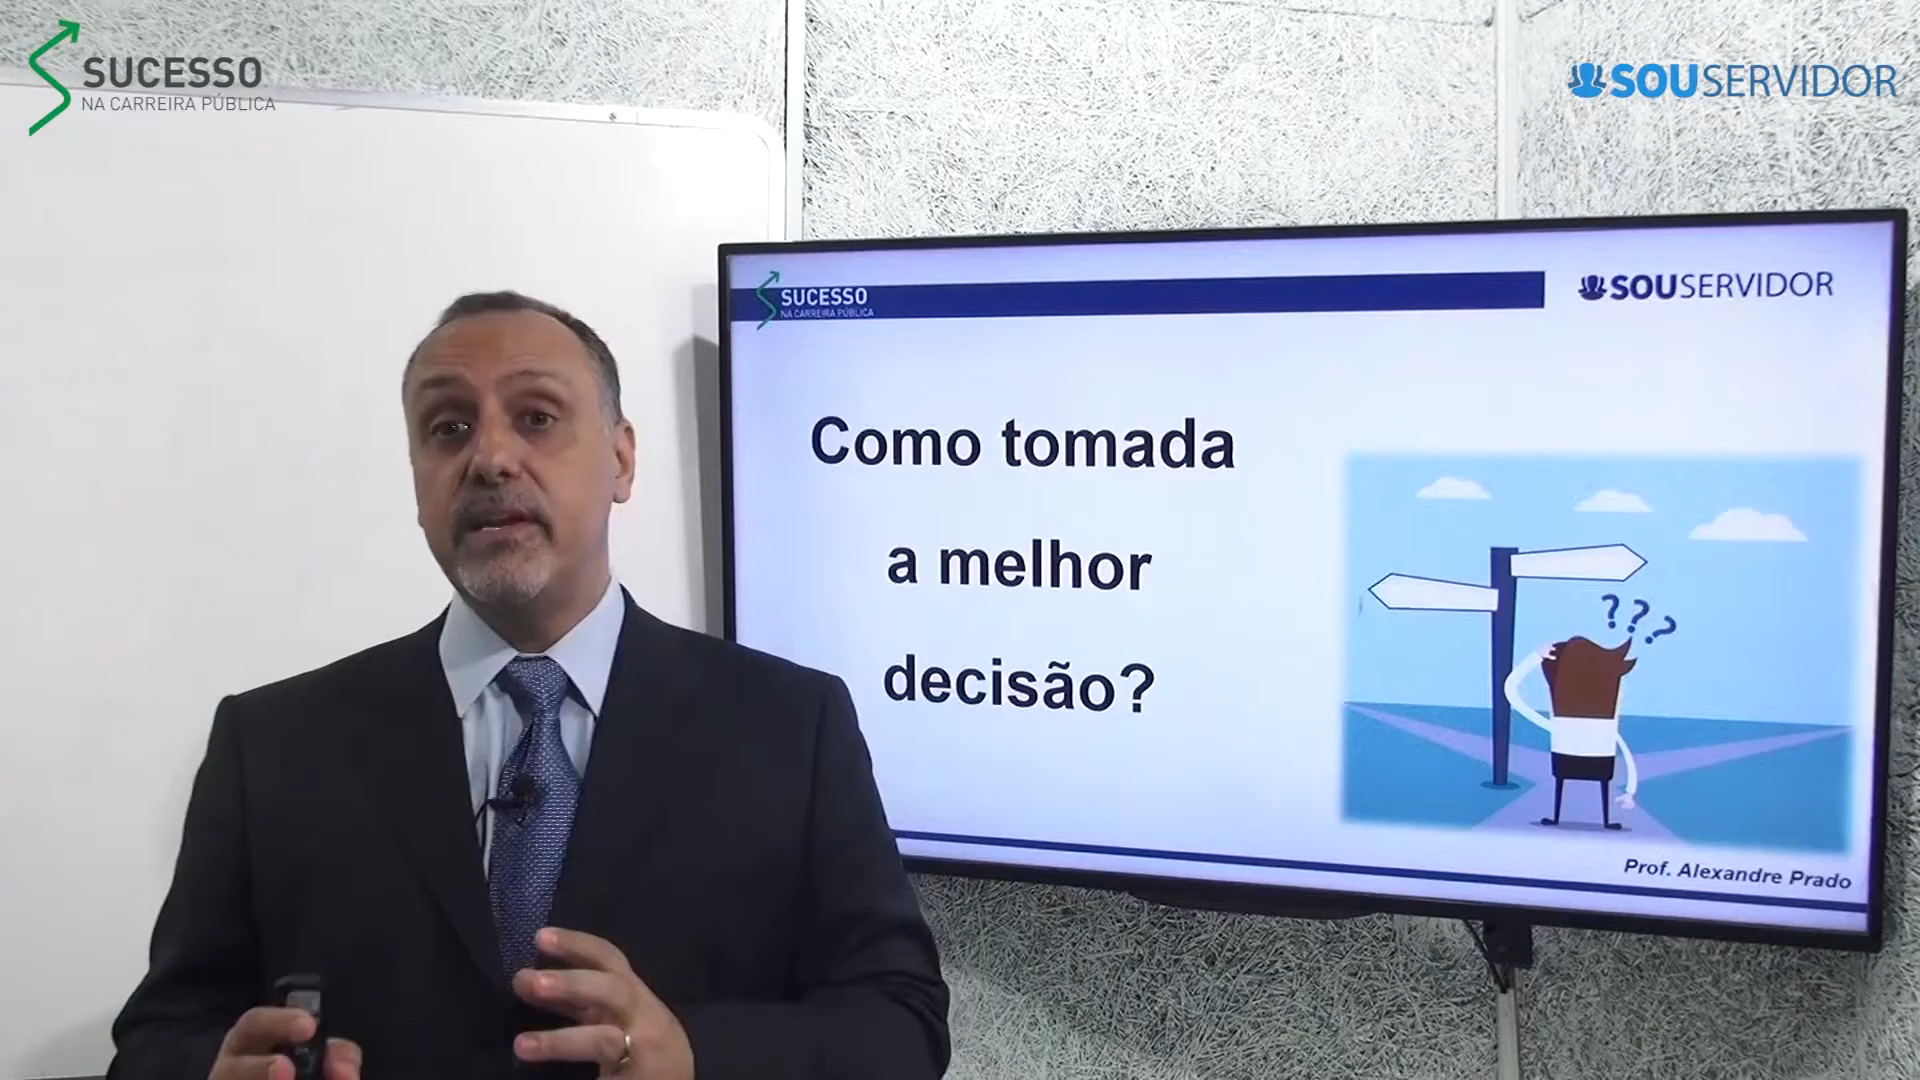 SUCESSO
NA CARREIRA PÚBLICA
SOUSERVIDOR
SUCESSO
NA CARREIRA PÚBLICA
SOUSERVIDOR
Como tomada
a melhor
decisão?
???
Prof. Alexandre Prado